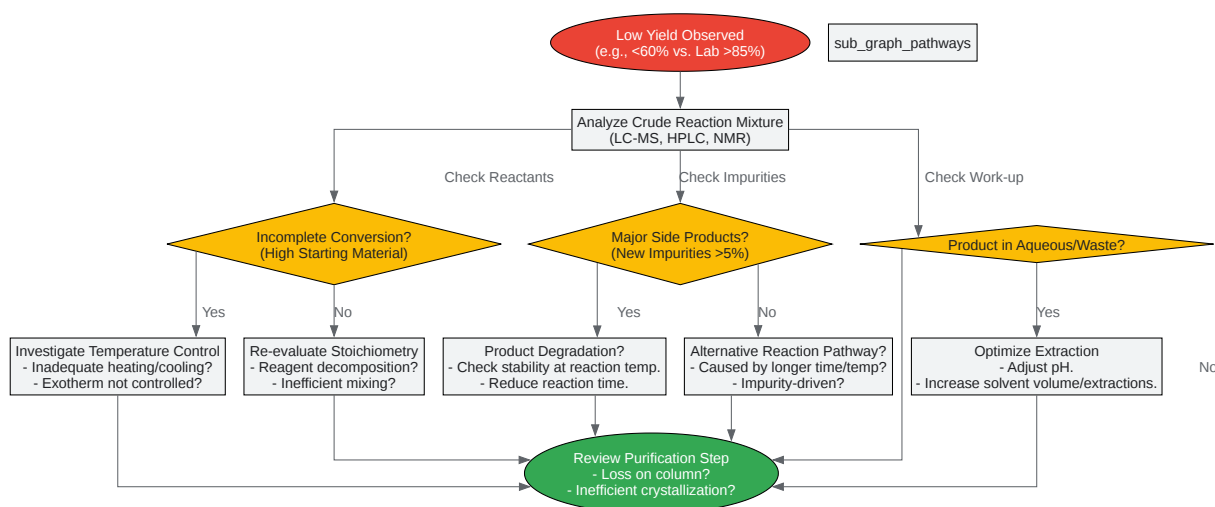 Low Yield Observed
(e.g., <60% vs. Lab >85%)
sub_graph_pathways
Analyze Crude Reaction Mixture
(LC-MS, HPLC, NMR)
Check Reactants
Check Impurities
Check Work-up
Incomplete Conversion?
(High Starting Material)
Major Side Products?
(New Impurities >5%)
Product in Aqueous/Waste?
Yes
No
Yes
No
Yes
No
Investigate Temperature Control
- Inadequate heating/cooling?
- Exotherm not controlled?
Re-evaluate Stoichiometry
- Reagent decomposition?
- Inefficient mixing?
Product Degradation?
- Check stability at reaction temp.
- Reduce reaction time.
Alternative Reaction Pathway?
- Caused by longer time/temp?
- Impurity-driven?
Optimize Extraction
- Adjust pH.
- Increase solvent volume/extractions.
Review Purification Step
- Loss on column?
- Inefficient crystallization?